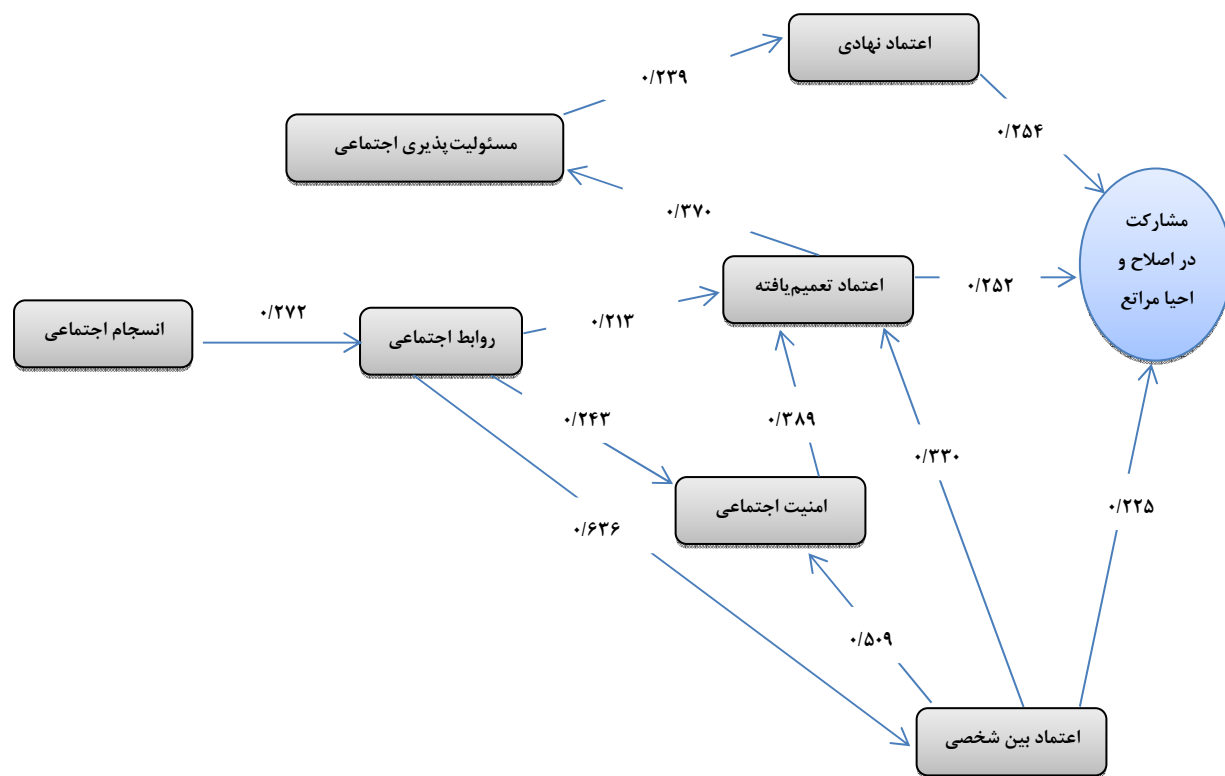 اعتماد نهادی
۰/۲۳۹
۰/۲۵۴
مسئولیت‌پذیری اجتماعی
۰/۳۷۰
مشارکت
در اصلاح و
احیا مراتع
اعتماد تعمیم‌یافته
۰/۲۵۲
انسجام اجتماعی
۰/۲۷۲
روابط اجتماعی
۰/۲۱۳
۰/۲۴۳
۰/۳۸۹
۰/۳۳۰
امنیت اجتماعی
۰/۲۲۵
۰/۶۳۶
۰/۵۰۹
اعتماد بین شخصی